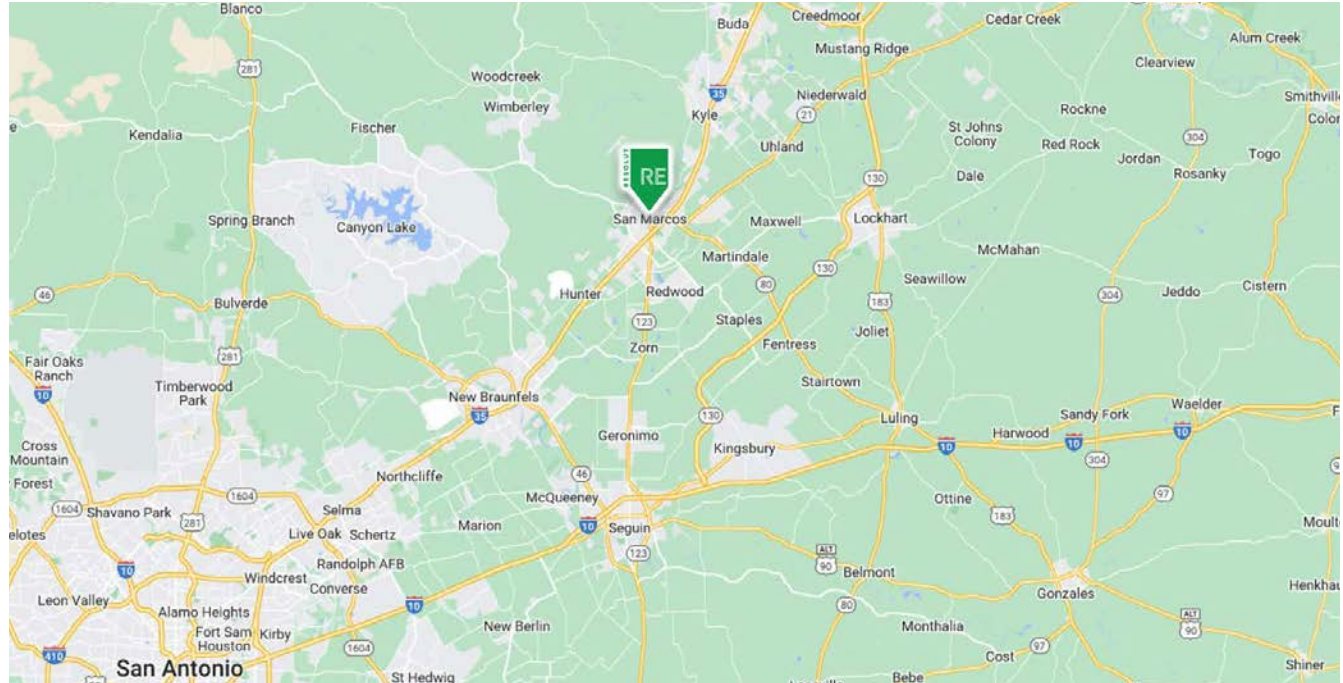 Blanco
Buda
Creedmoor
Cedar Creek
Alum Creek
Mustang Ridge
281
Woodcreek
Clearview
35
Niederwald
Smithville
Wimberley
Rockne
Kyle
21
Fischer
St Johns
Colony
Kendalia
304
Uhland
Red Rock
Jordan
Togo
RESOLUT
RE
130
Dale
Rosanky
Spring Branch
Canyon Lake
San Marcos
Maxwell
Lockhart
McMahan
Martindale
130
Seawillow
46
Hunter
Redwood
80
304
Jeddo
Cistern
Bulverde
183
123
Staples
Joliet
Zorn
Fentress
Fair Oaks
Ranch
281
10
Timberwood
Park
Stairtown
New Braunfels
35
130
Luling
Sandy Fork
Waelder
Cross
Mountain
Geronimo
Harwood
10
10
10
Kingsbury
304
Forest
Northcliffe
46
97
1604
McQueeney
Ottine
1604
Shavano Park
281
Selma
Live Oak
Schertz
Marion
10
Seguin
183
123
ALT
90
Randolph AFB
10
Windcrest
Converse
Belmont
Leon Valley
Alamo Heights
10
80
Gonzales
ALT
90
Fort Sam
Houston
Kirby
New Berlin
Monthalia
410
1604
97
San Antonio
Cost
Shiner
St Hedwig
Bebe